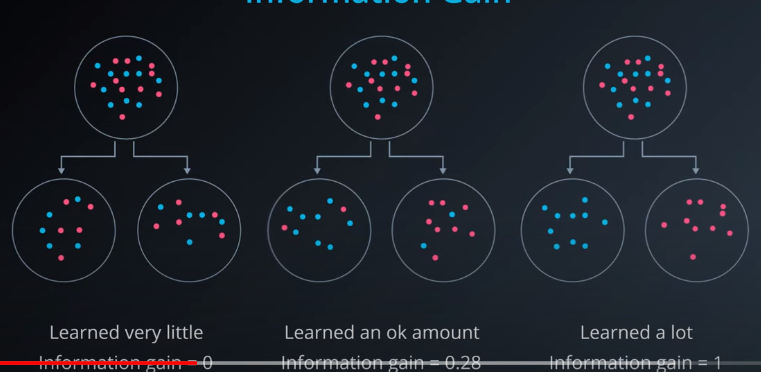 Information Gain
Learned very little
Learned an ok amount
Learned a lot
Information gain = 0
Information gain = 0.28
Information gain = 1